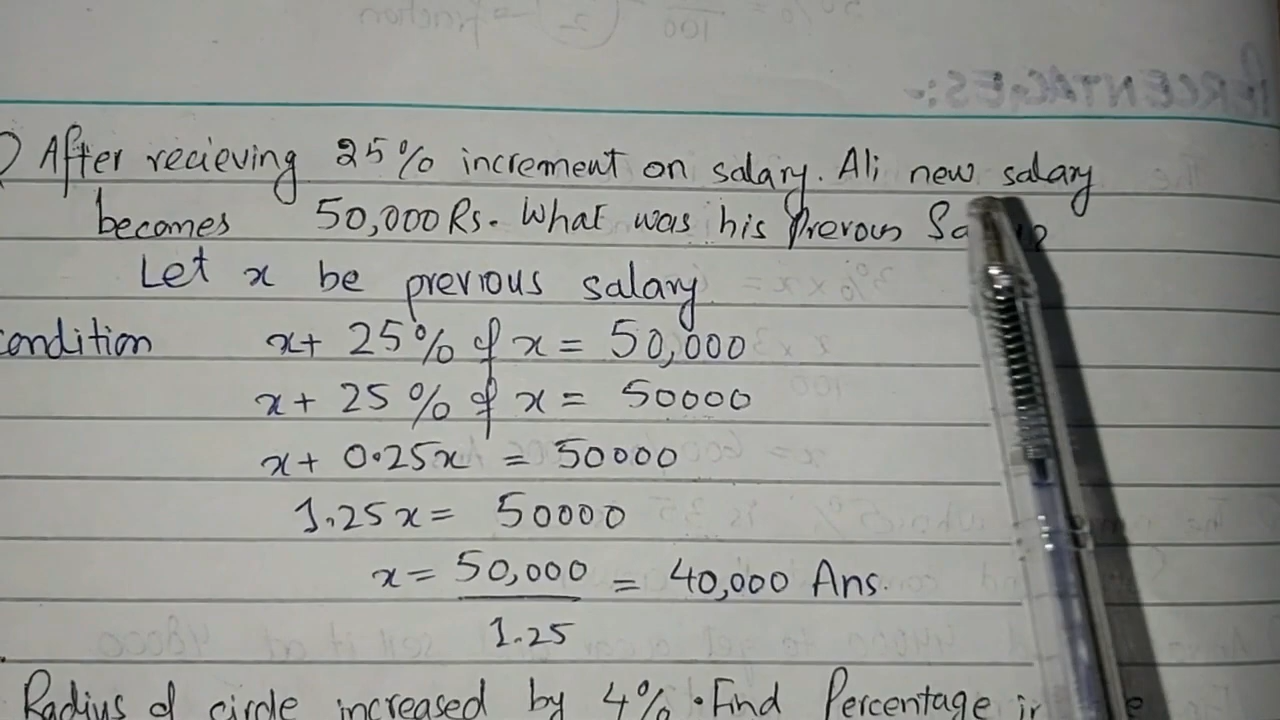 After recieving 25% increment on salary. Ali new salary
becomes 50,000 Rs. What was his Prevous
Let x be previous salary
condition x+ 25% of x = 50,000
x + 25% of x = 50000
x + 0.25x = 50000
1.25x = 50000
x = 50,000 = 40,000 Ans.
1.25
Radius of circle increased by 4%. Find Percentage